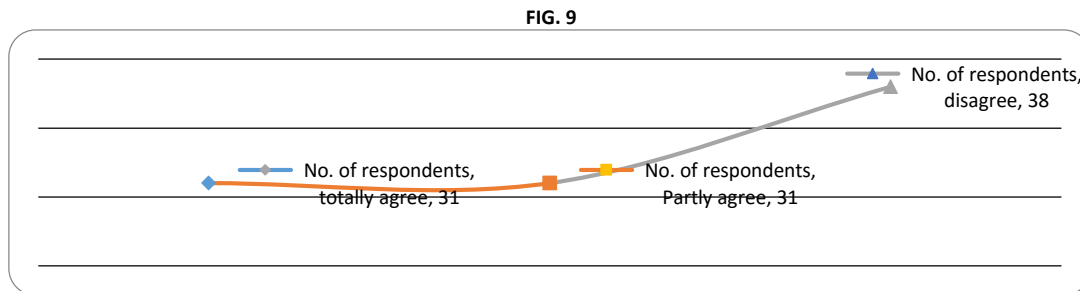 FIG. 9
No. of respondents,
disagree, 38
No. of respondents,
totally agree, 31
No. of respondents,
Partly agree, 31